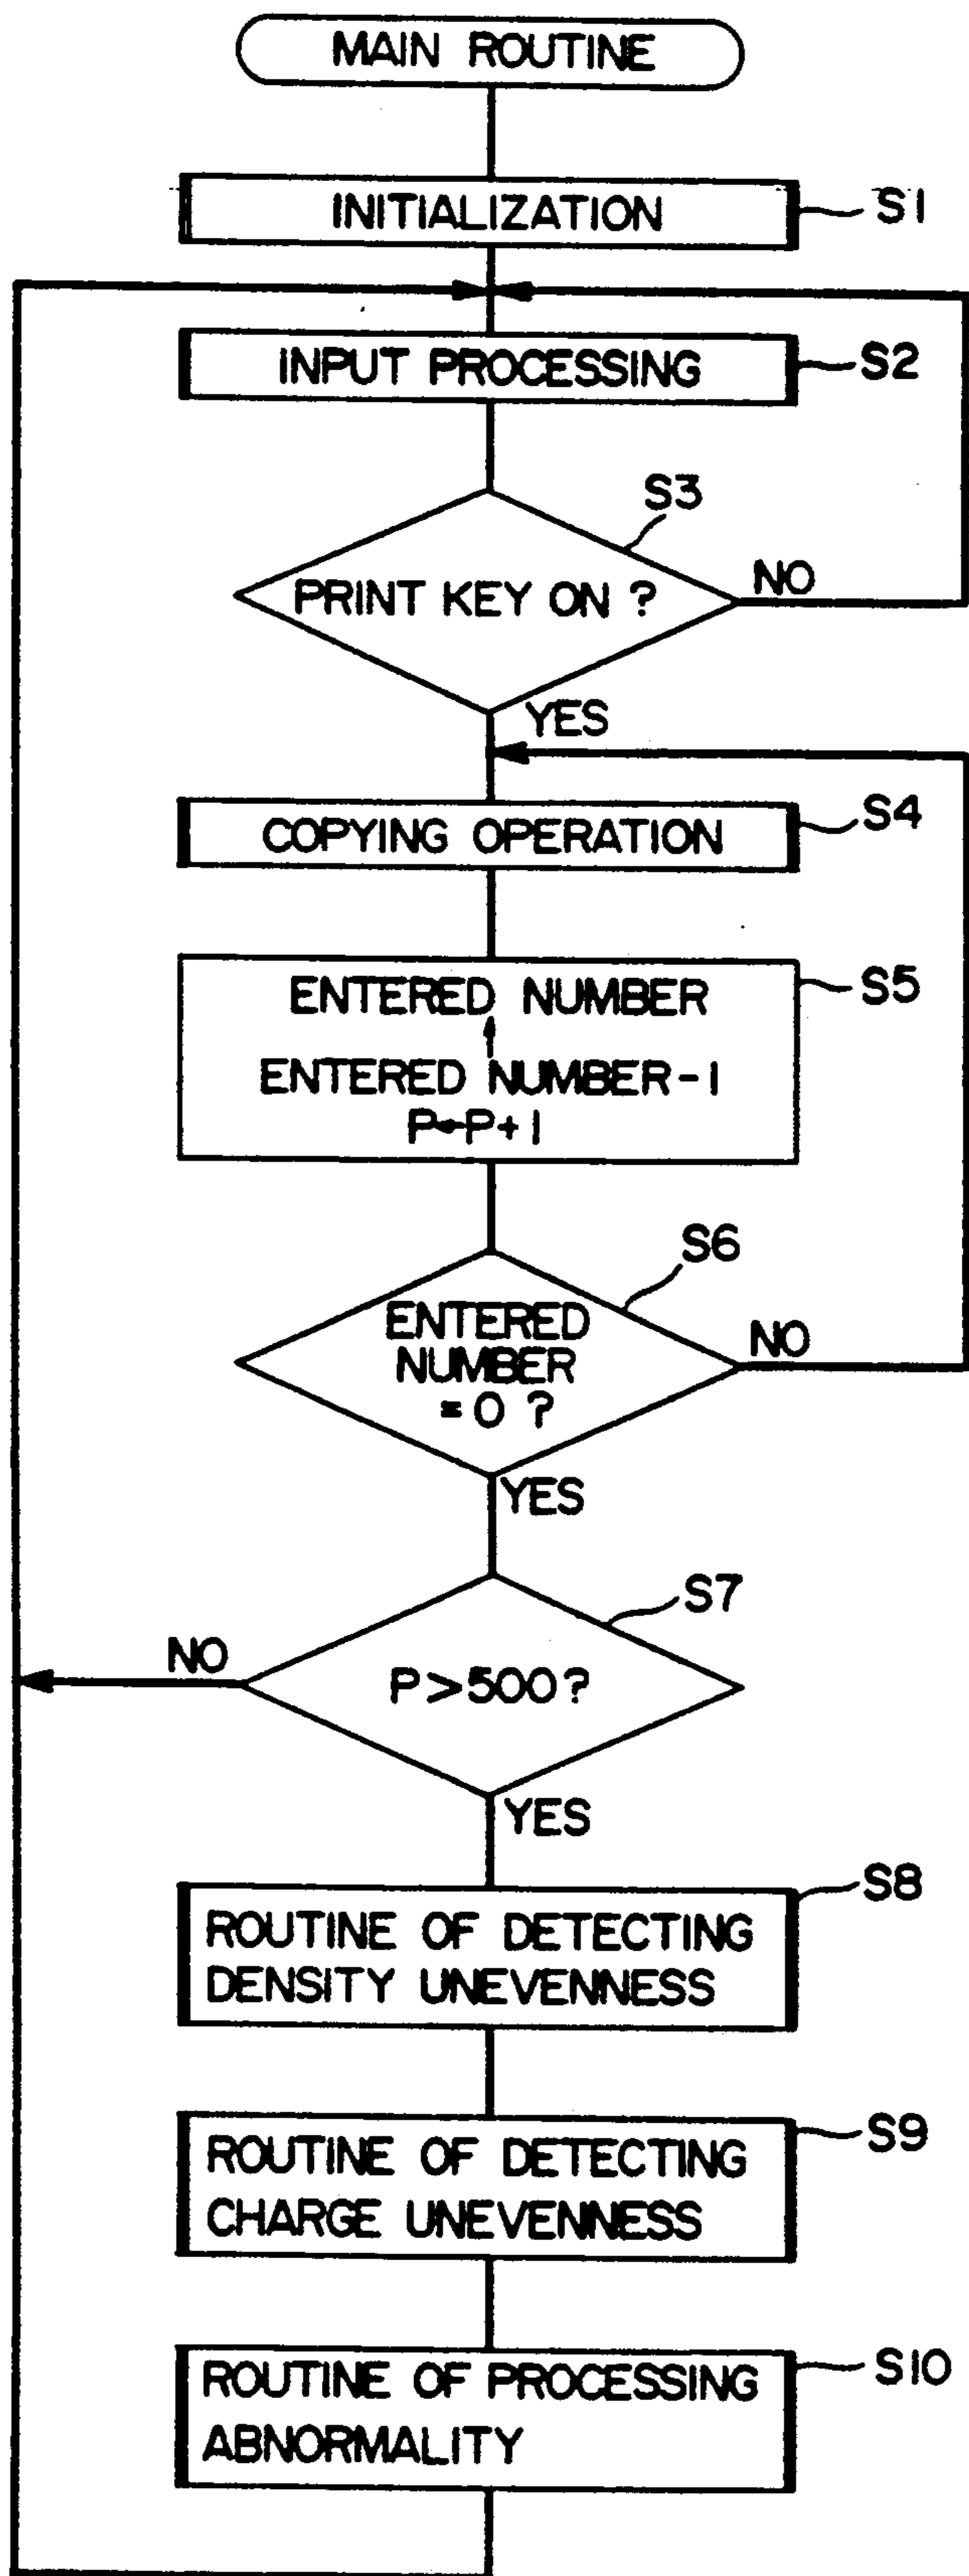 MAIN ROUTINE
INITIALIZATION
S1
INPUT PROCESSING
S2
S3
PRINT KEY ON ?
NO
YES
COPYING OPERATION
S4
ENTERED NUMBER
↑
ENTERED NUMBER-1
P←P+1
S5
S6
ENTERED
NUMBER
=0 ?
NO
YES
S7
NO
P>500?
YES
S8
ROUTINE OF DETECTING
DENSITY UNEVENNESS
S9
ROUTINE OF DETECTING
CHARGE UNEVENNESS
S10
ROUTINE OF PROCESSING
ABNORMALITY